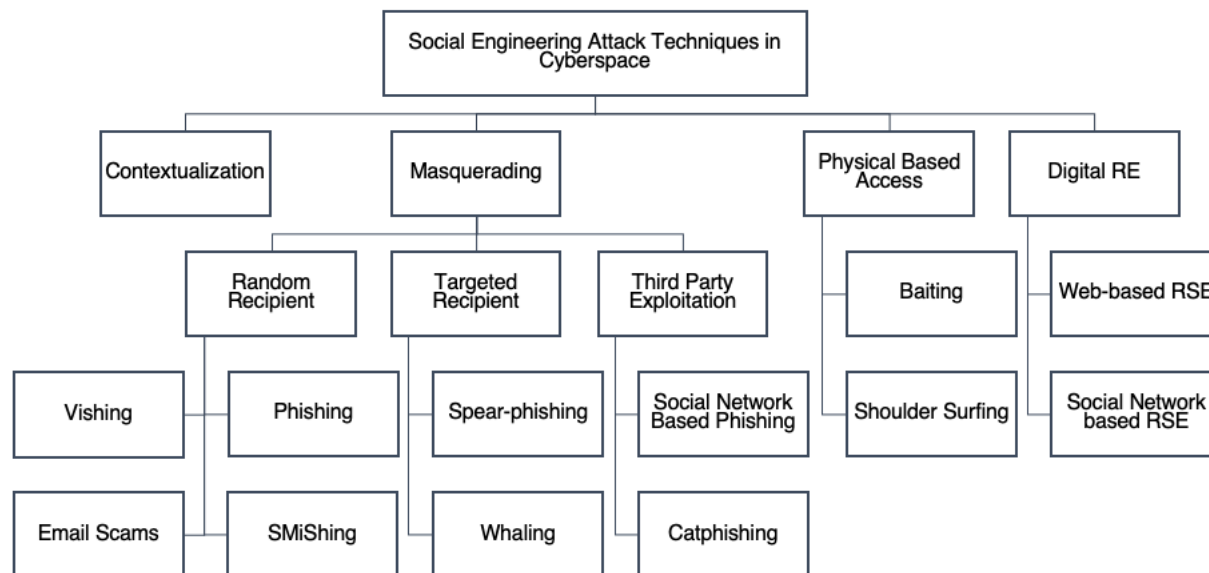 Social Engineering Attack Techniques in
Cyberspace
Contextualization
Masquerading
Physical Based
Access
Digital RE
Random
Recipient
Targeted
Recipient
Third Party
Exploitation
Baiting
Web-based RSE
Vishing
Phishing
Spear-phishing
Social Network
Based Phishing
Shoulder Surfing
Social Network
based RSE
Email Scams
SMiShing
Whaling
Catphishing